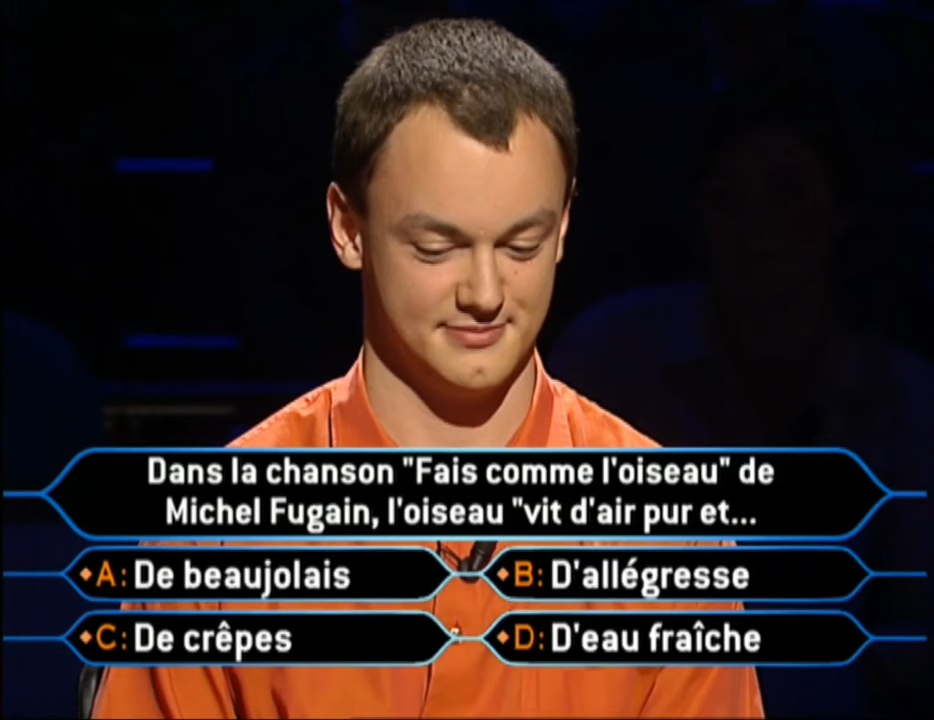 Dans la chanson "Fais comme l'oiseau" de
Michel Fugain, l'oiseau "vit d'air pur et...
A: De beaujolais
B: D'allégresse
C: De crêpes
D: D'eau fraîche